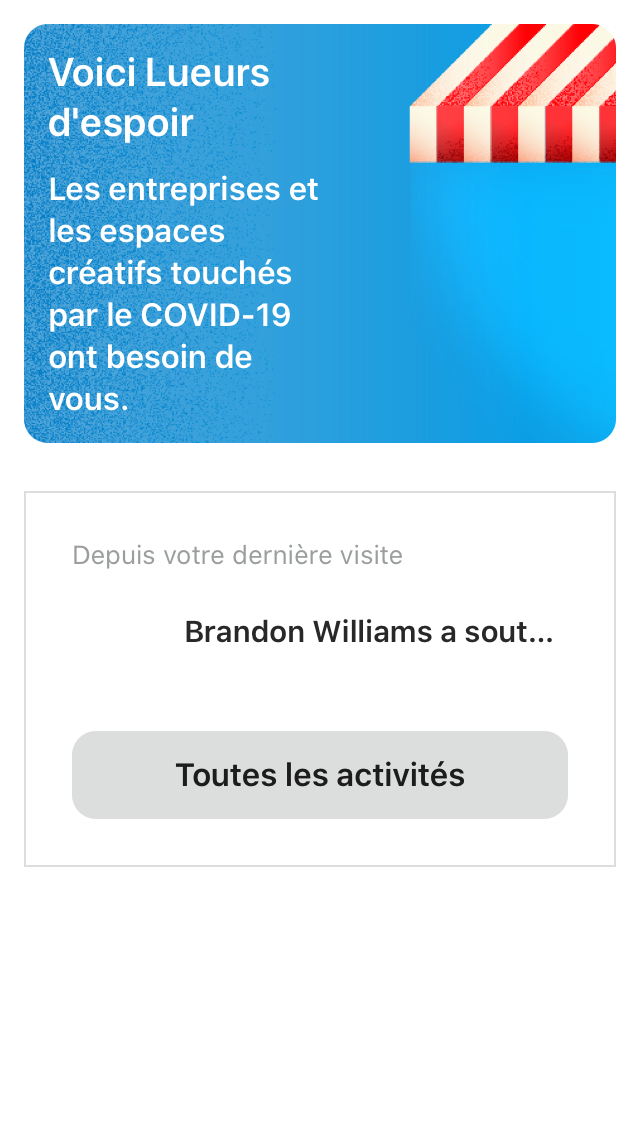 Voici Lueurs
d'espoir
Les entreprises et
les espaces
créatifs touchés
par le COVID-19
ont besoin de
vous.
Depuis votre dernière visite
Brandon Williams a sout...
Toutes les activités